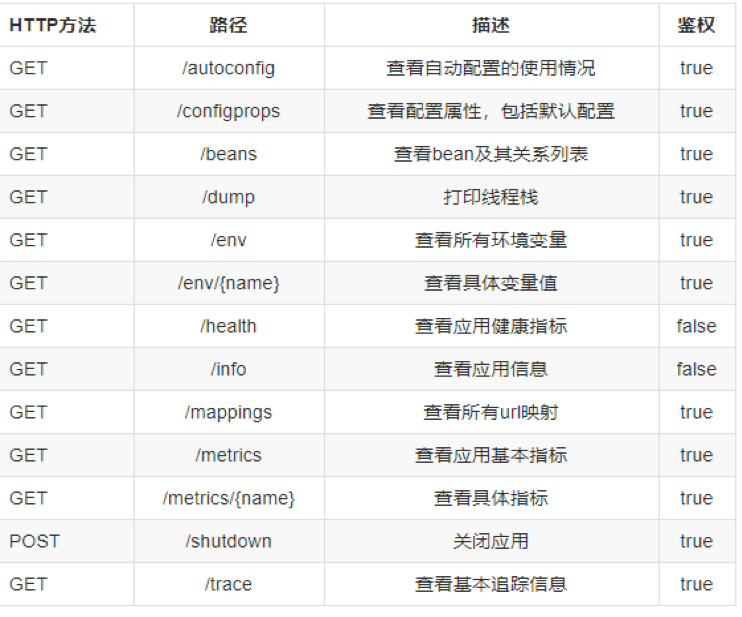 HTTP方法 路径 描述 鉴权
GET /autoconfig 查看自动配置的使用情况 true
GET /configprops 查看配置属性，包括默认配置 true
GET /beans 查看bean及其关系列表 true
GET /dump 打印线程栈 true
GET /env 查看所有环境变量 true
GET /env/{name} 查看具体变量值 true
GET /health 查看应用健康指标 false
GET /info 查看应用信息 false
GET /mappings 查看所有url映射 true
GET /metrics 查看应用基本指标 true
GET /metrics/{name} 查看具体指标 true
POST /shutdown 关闭应用 true
GET /trace 查看基本追踪信息 true